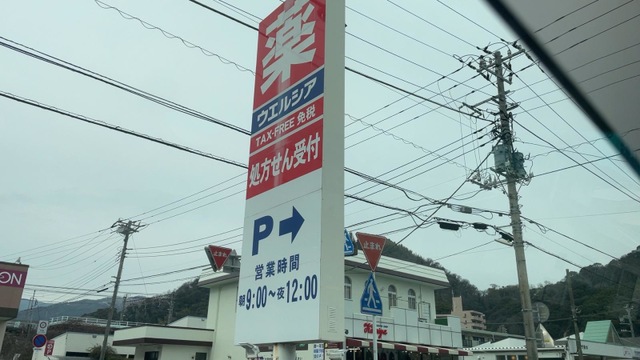 薬
ウエルシア
TAX-FREE 免税
処方せん受付
P →
営業時間
朝9:00〜夜12:00
止まれ
止まれ
ON